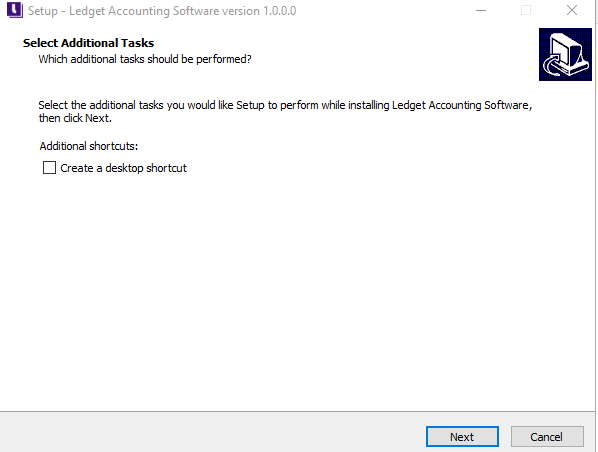 Setup - Ledget Accounting Software version 1.0.0.0
Select Additional Tasks
Which additional tasks should be performed?
Select the additional tasks you would like Setup to perform while installing Ledget Accounting Software,
then click Next.
Additional shortcuts:
Create a desktop shortcut
Next
Cancel